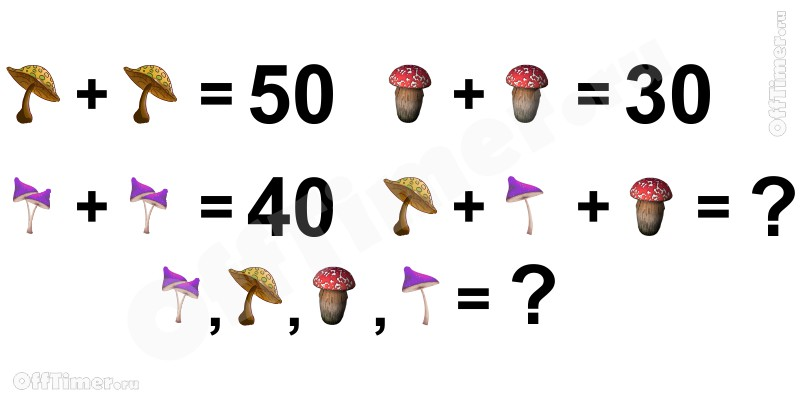 + = 50 + = 30
+ = 40 + + = ?
, , , = ?
OffTimer.ru
OffTimer.ru
OffTimer.ru